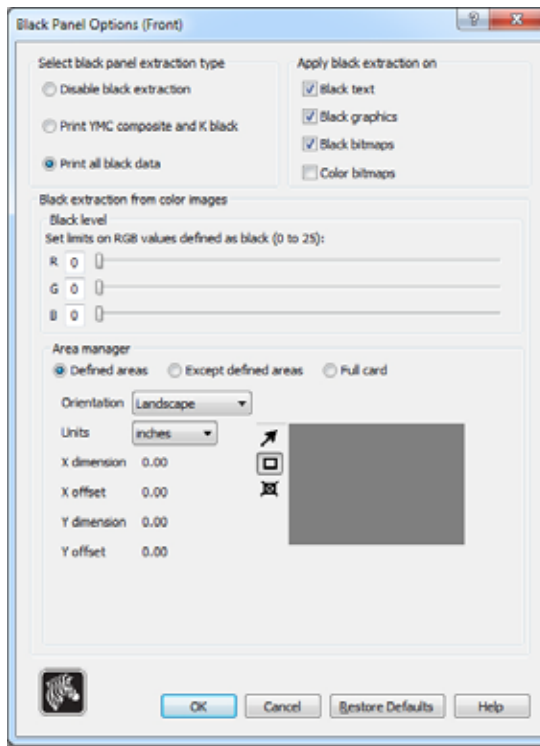 Black Panel Options (Front)
Select black panel extraction type
Disable black extraction
Print YMC composite and K black
Print all black data
Apply black extraction on
Black text
Black graphics
Black bitmaps
Color bitmaps
Black extraction from color images
Black level
Set limits on RGB values defined as black (0 to 25):
R 0
G 0
B 0
Area manager
Defined areas Except defined areas Full card
Orientation Landscape
Units inches
X dimension 0.00
X offset 0.00
Y dimension 0.00
Y offset 0.00
OK Cancel Restore Defaults Help